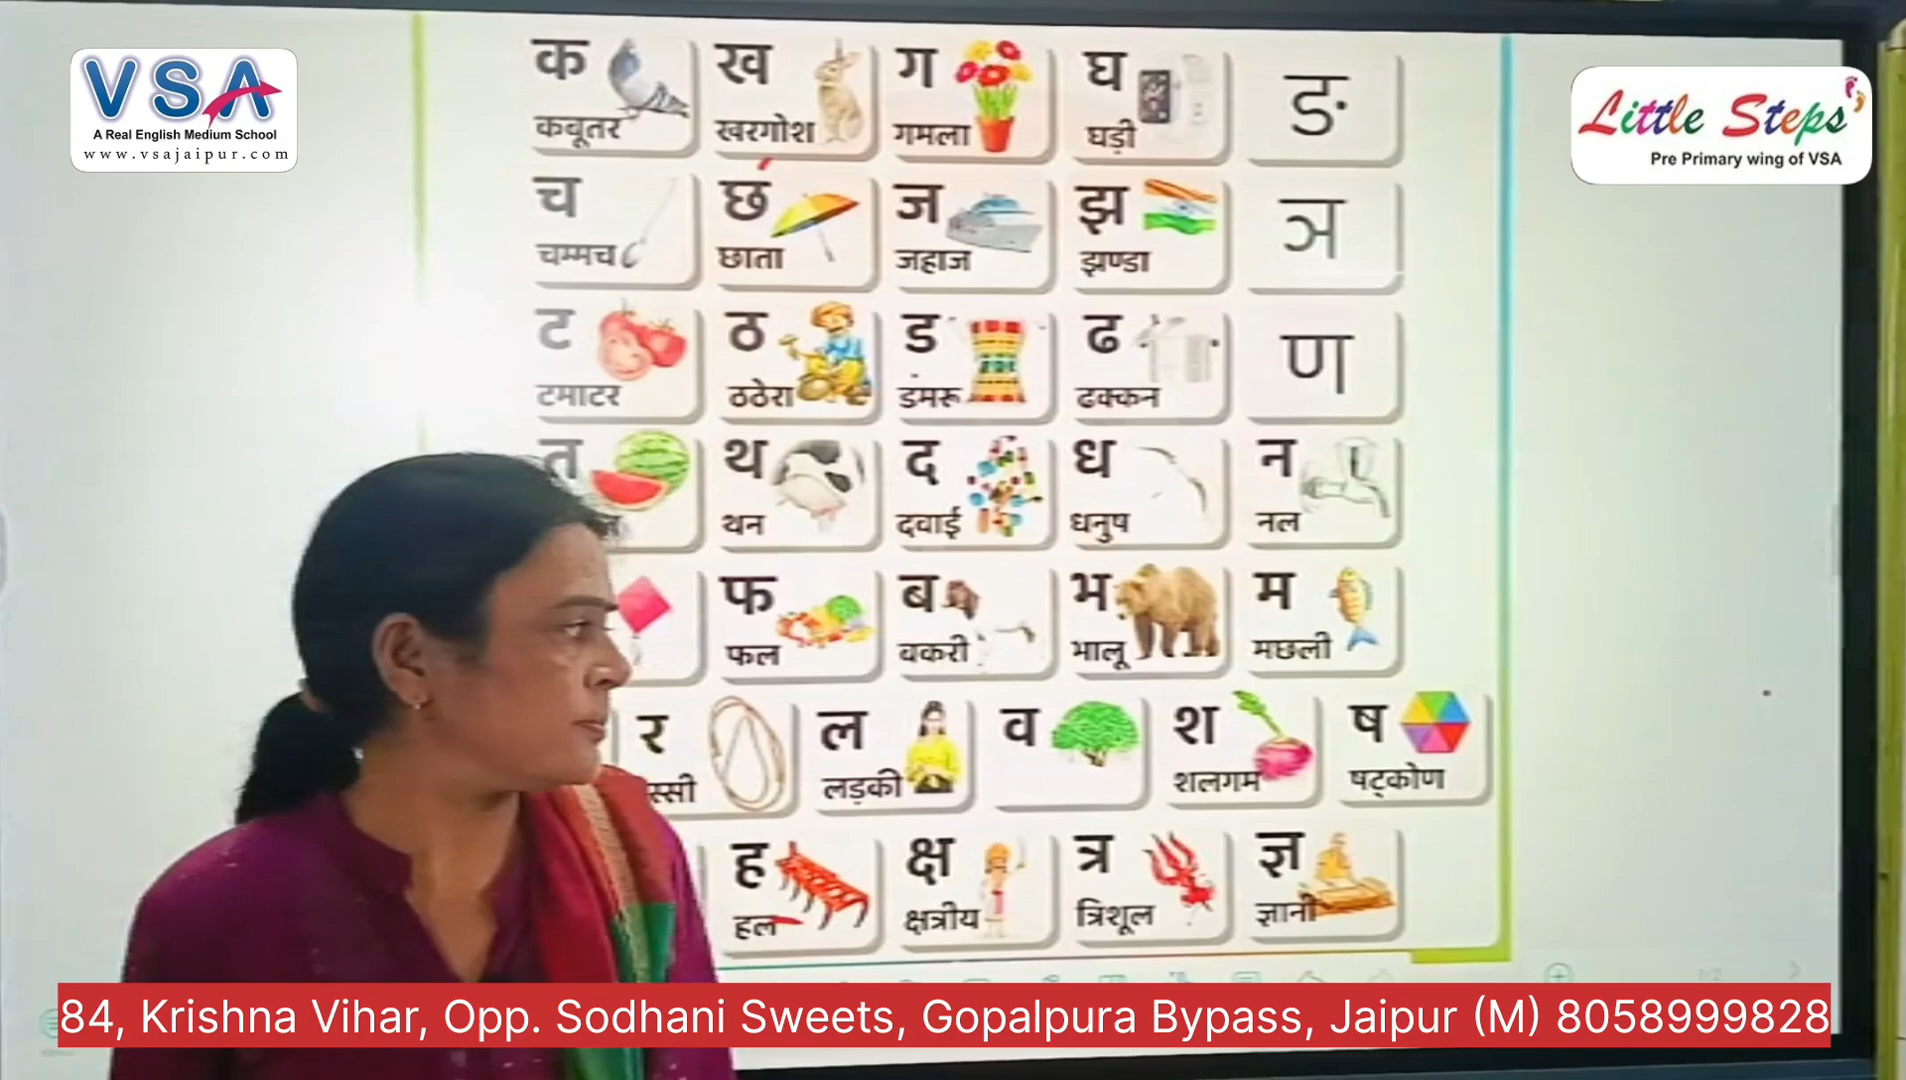 VSA
A Real English Medium School
www.vsajaipur.com
Little Steps
Pre Primary wing of VSA
क ख ग घ ङ
कबूतर खरगोश गमला घड़ी
च छ ज झ ञ
चम्मच छाता जहाज झण्डा
ट ठ ड ढ ण
टमाटर ठठेरा डमरू ढक्कन
त थ द ध न
थन दवाई धनुष नल
फ ब भ म
फल बकरी भालू मछली
र ल व श ष
स्सी लड़की शलगम षट्कोण
ह क्ष त्र ज्ञ
हल क्षत्रीय त्रिशूल ज्ञानी
84, Krishna Vihar, Opp. Sodhani Sweets, Gopalpura Bypass, Jaipur (M) 8058999828